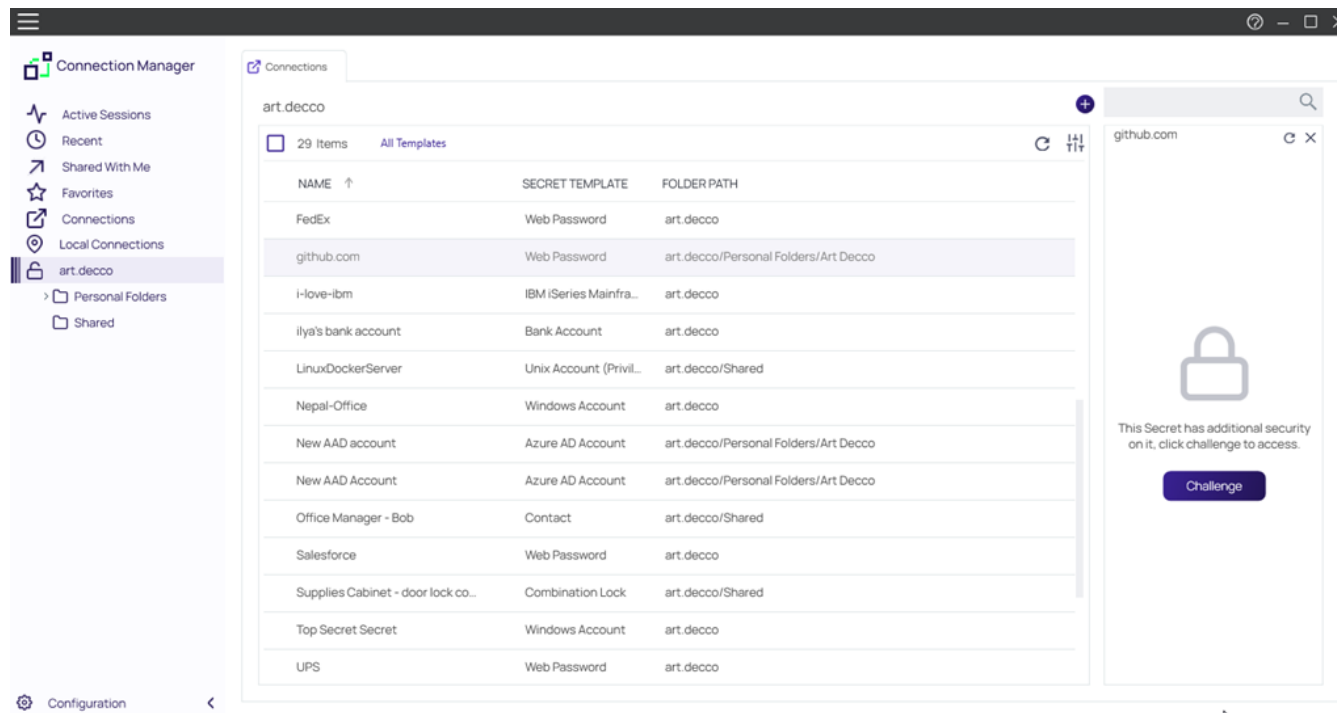 Connection Manager
Active Sessions
Recent
Shared With Me
Favorites
Connections
Local Connections
art.decco
Personal Folders
Shared
Configuration
Connections
art.decco
29 Items All Templates
NAME SECRET TEMPLATE FOLDER PATH
FedEx Web Password art.decco
github.com Web Password art.decco/Personal Folders/Art Decco
i-love-ibm IBM iSeries Mainfra... art.decco
ilya's bank account Bank Account art.decco
LinuxDockerServer Unix Account (Privil... art.decco/Shared
Nepal-Office Windows Account art.decco
New AAD account Azure AD Account art.decco/Personal Folders/Art Decco
New AAD Account Azure AD Account art.decco/Personal Folders/Art Decco
Office Manager - Bob Contact art.decco/Shared
Salesforce Web Password art.decco
Supplies Cabinet - door lock co... Combination Lock art.decco/Shared
Top Secret Secret Windows Account art.decco
UPS Web Password art.decco
github.com
This Secret has additional security
on it, click challenge to access.
Challenge